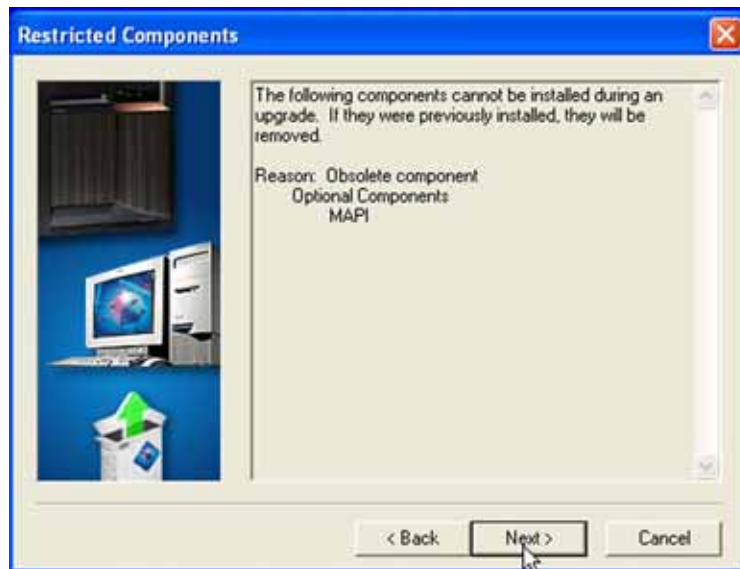 Restricted Components
The following components cannot be installed during an
upgrade.  If they were previously installed, they will be
removed.
Reason:  Obsolete component
Optional Components
MAPI
< Back
Next >
Cancel